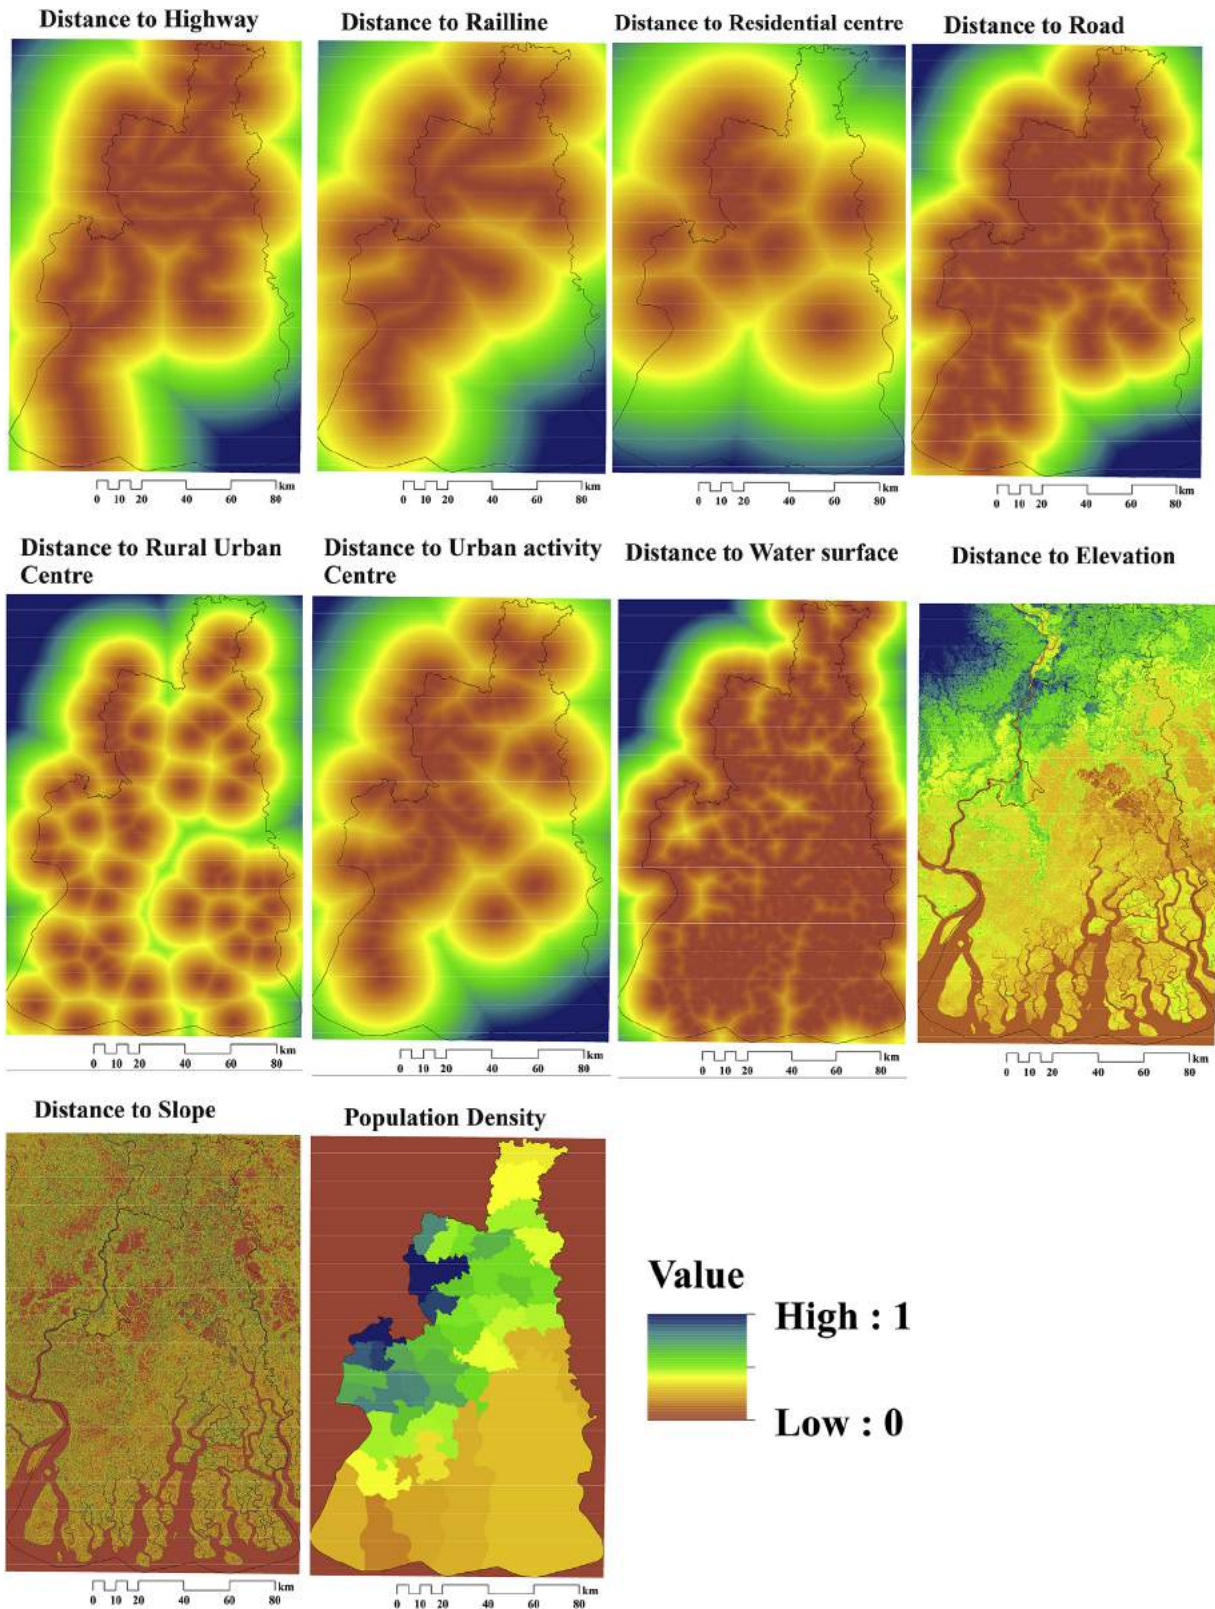 Distance to Highway
Distance to Railline
Distance to Residential centre
Distance to Road
km
0 10 20 40 60 80
km
0 10 20 40 60 80
km
0 10 20 40 60 80
km
0 10 20 40 60 80
Distance to Rural Urban
Centre
Distance to Urban activity
Centre
Distance to Water surface
Distance to Elevation
km
0 10 20 40 60 80
km
0 10 20 40 60 80
km
0 10 20 40 60 80
km
0 10 20 40 60 80
Distance to Slope
Population Density
Value
High : 1
Low : 0
km
0 10 20 40 60 80
km
0 10 20 40 60 80